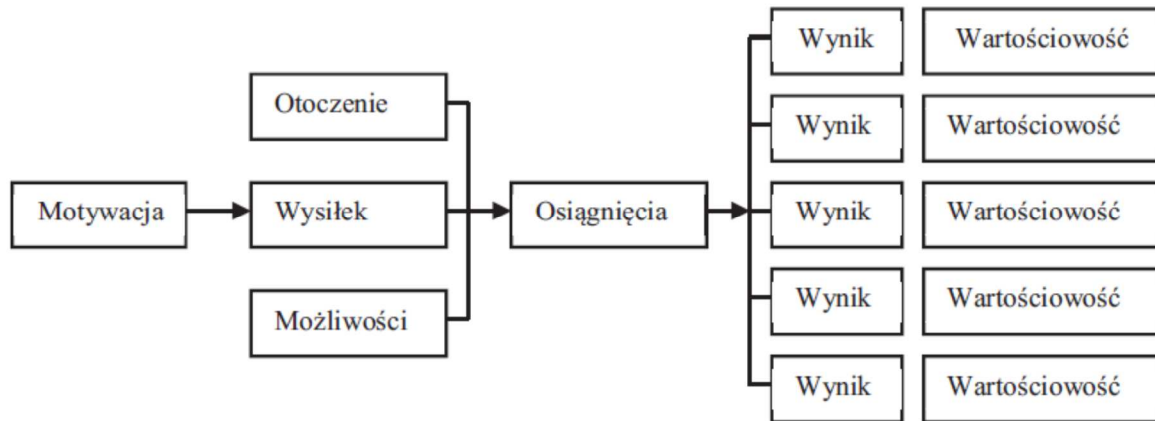 Wynik Wartościowość
Otoczenie
Wynik Wartościowość
Motywacja Wysiłek Osiągnięcia Wynik Wartościowość
Możliwości
Wynik Wartościowość
Wynik Wartościowość